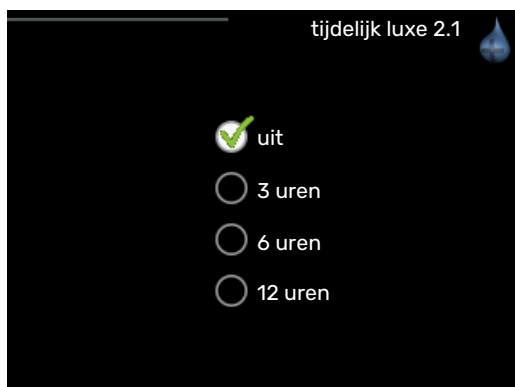 tijdelijk luxe 2.1
uit
3 uren
6 uren
12 uren